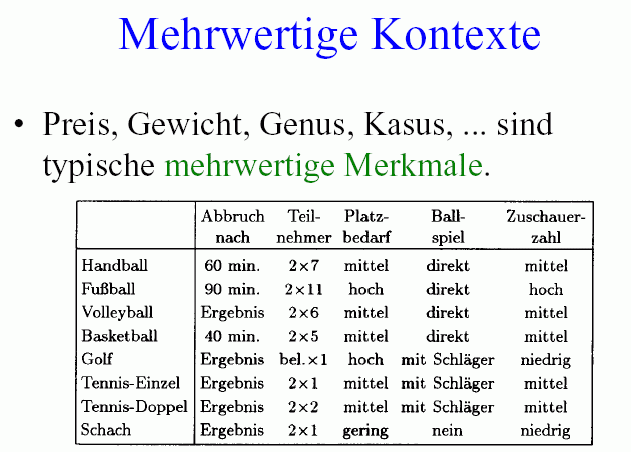 Mehrwertige Kontexte
• Preis, Gewicht, Genus, Kasus, ... sind
typische mehrwertige Merkmale.
Abbruch Teil- Platz- Ball- Zuschauer-
nach nehmer bedarf spiel zahl
Handball 60 min. 2×7 mittel direkt mittel
Fußball 90 min. 2×11 hoch direkt hoch
Volleyball Ergebnis 2×6 mittel direkt mittel
Basketball 40 min. 2×5 mittel direkt mittel
Golf Ergebnis bel.×1 hoch mit Schläger niedrig
Tennis-Einzel Ergebnis 2×1 mittel mit Schläger mittel
Tennis-Doppel Ergebnis 2×2 mittel mit Schläger mittel
Schach Ergebnis 2×1 gering nein niedrig